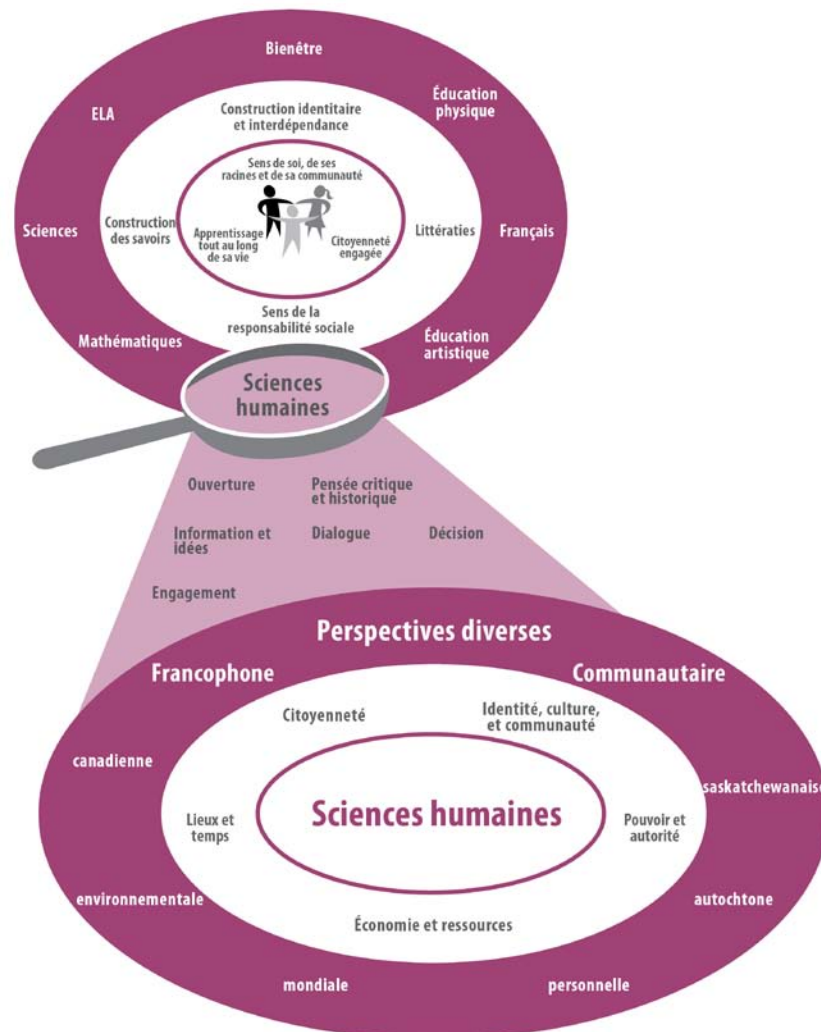 Bienêtre
ELA
Éducation
physique
Construction identitaire
et interdépendance
Sens de soi, de ses
racines et de sa communauté
Sciences
Construction
des savoirs
Apprentissage
tout au long
de sa vie
Citoyenneté
engagée
Littératies
Français
Sens de la
responsabilité sociale
Mathématiques
Éducation
artistique
Sciences
humaines
Ouverture
Pensée critique
et historique
Information et
idées
Dialogue
Décision
Engagement
Perspectives diverses
Francophone
Communautaire
Citoyenneté
Identité, culture,
et communauté
canadienne
saskatchewanaise
Lieux et
temps
Sciences humaines
Pouvoir et
autorité
environnementale
autochtone
Économie et ressources
mondiale
personnelle